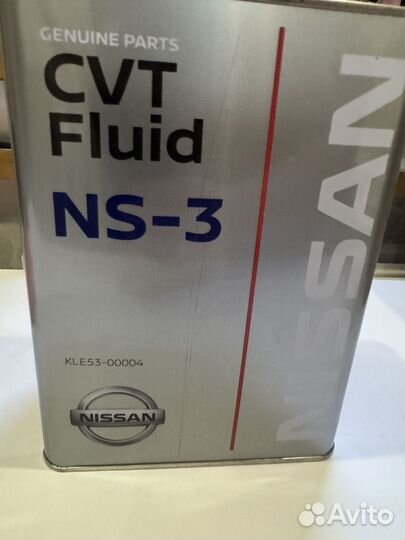 GENUINE PARTS
CVT
Fluid
NS-3
KLE53-00004
NISSAN
NISSAN
Avito